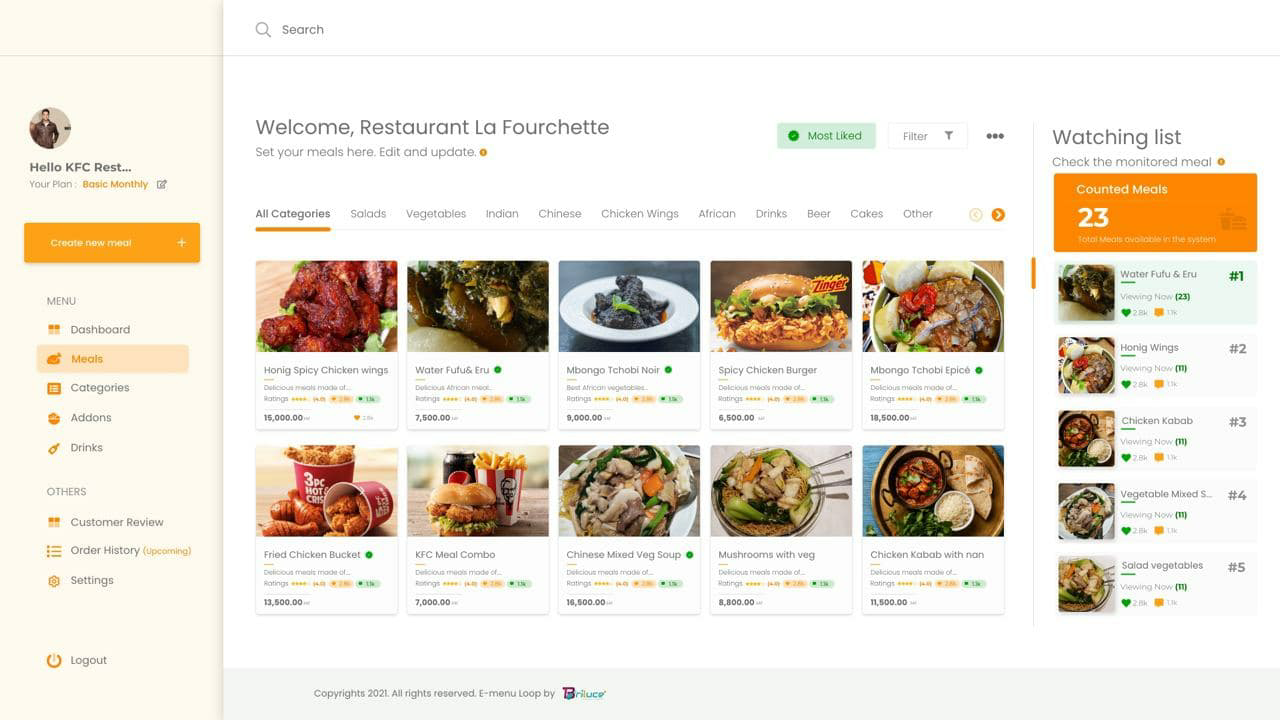 Search
Hello KFC Rest...
Your Plan : Basic Monthly
Create new meal +
MENU
Dashboard
Meals
Categories
Addons
Drinks
OTHERS
Customer Review
Order History (Upcoming)
Settings
Logout
Welcome, Restaurant La Fourchette
Set your meals here. Edit and update.
Most Liked
Filter
All Categories Salads Vegetables Indian Chinese Chicken Wings African Drinks Beer Cakes Other
Zinger
Honig Spicy Chicken wings
Delicious meals made of....
Ratings (4.0) 2.8k 1.1k
15,000.00
2.8k
Water Fufu& Eru
Delicious African meal...
Ratings (4.0) 2.8k 1.1k
7,500.00
Mbongo Tchobi Noir
Best African vegetables...
Ratings (4.0) 2.8k 1.1k
9,000.00
Spicy Chicken Burger
Delicious meals made of....
Ratings (4.0) 2.8k 1.1k
6,500.00
Mbongo Tchobi Epicé
Delicious meals made of....
Ratings (4.0) 2.8k 1.1k
18,500.00
3PC
HOT&
CRISP
KFC
Fried Chicken Bucket
Delicious meals made of....
Ratings (4.0) 2.8k 1.1k
13,500.00
KFC Meal Combo
Delicious meals made of....
Ratings (4.0) 2.8k 1.1k
7,000.00
Chinese Mixed Veg Soup
Delicious meals made of....
Ratings (4.0) 2.8k 1.1k
16,500.00
Mushrooms with veg
Delicious meals made of....
Ratings (4.0) 2.8k 1.1k
8,800.00
Chicken Kabab with nan
Delicious meals made of....
Ratings (4.0) 2.8k 1.1k
11,500.00
Watching list
Check the monitored meal
Counted Meals
23
Total Meals available in the system
Water Fufu & Eru #1
Viewing Now (23)
2.8k 1.1k
Honig Wings #2
Viewing Now (11)
2.8k 1.1k
Chicken Kabab #3
Viewing Now (11)
2.8k 1.1k
Vegetable Mixed S... #4
Viewing Now (11)
2.8k 1.1k
Salad vegetables #5
Viewing Now (11)
2.8k 1.1k
Copyrights 2021. All rights reserved. E-menu Loop by Briluce